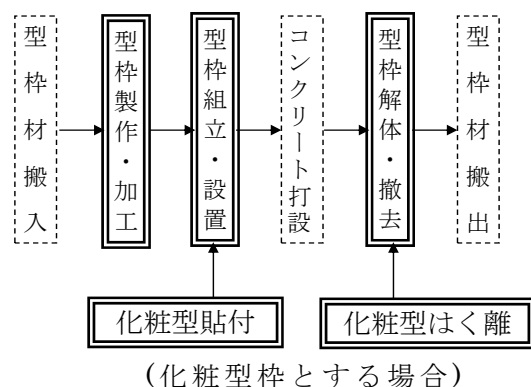 型枠材搬入
型枠製作・加工
型枠組立・設置
コンクリート打設
型枠解体・撤去
型枠材搬出
化粧型貼付
化粧型はく離
(化粧型枠とする場合)